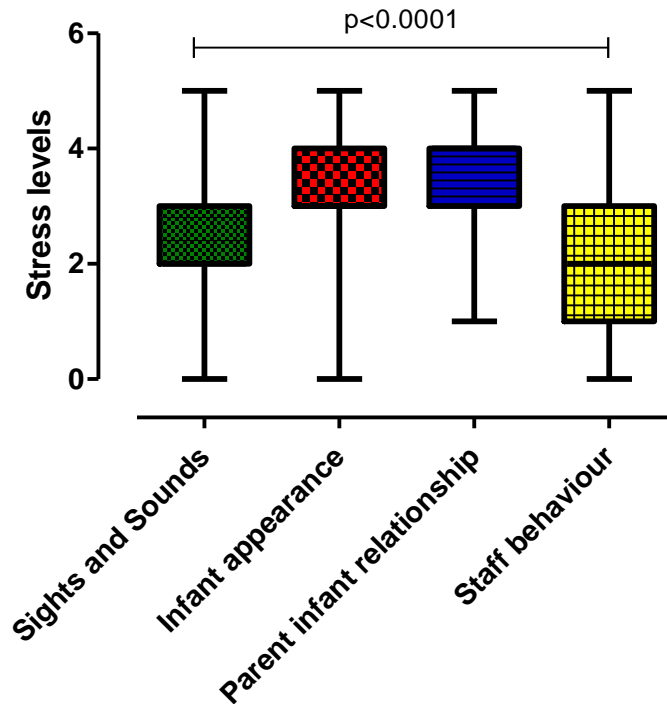 p<0.0001
6
4
2
0
Stress levels
Sights and Sounds
Infant appearance
Parent infant relationship
Staff behaviour